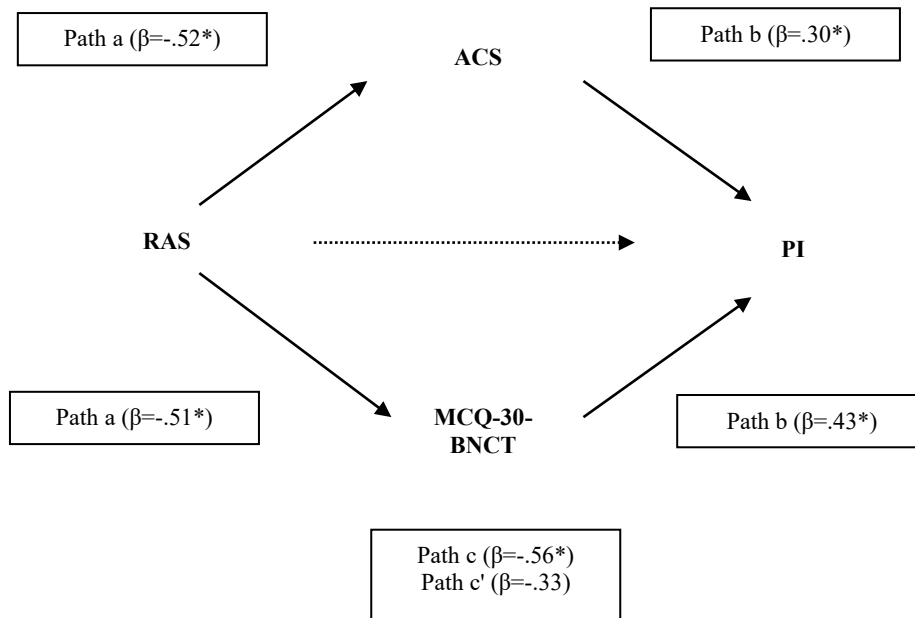 Path a (β=-.52*)
ACS
Path b (β=.30*)
RAS
PI
Path a (β=-.51*)
MCQ-30-
BNCT
Path b (β=.43*)
Path c (β=-.56*)
Path c' (β=-.33)